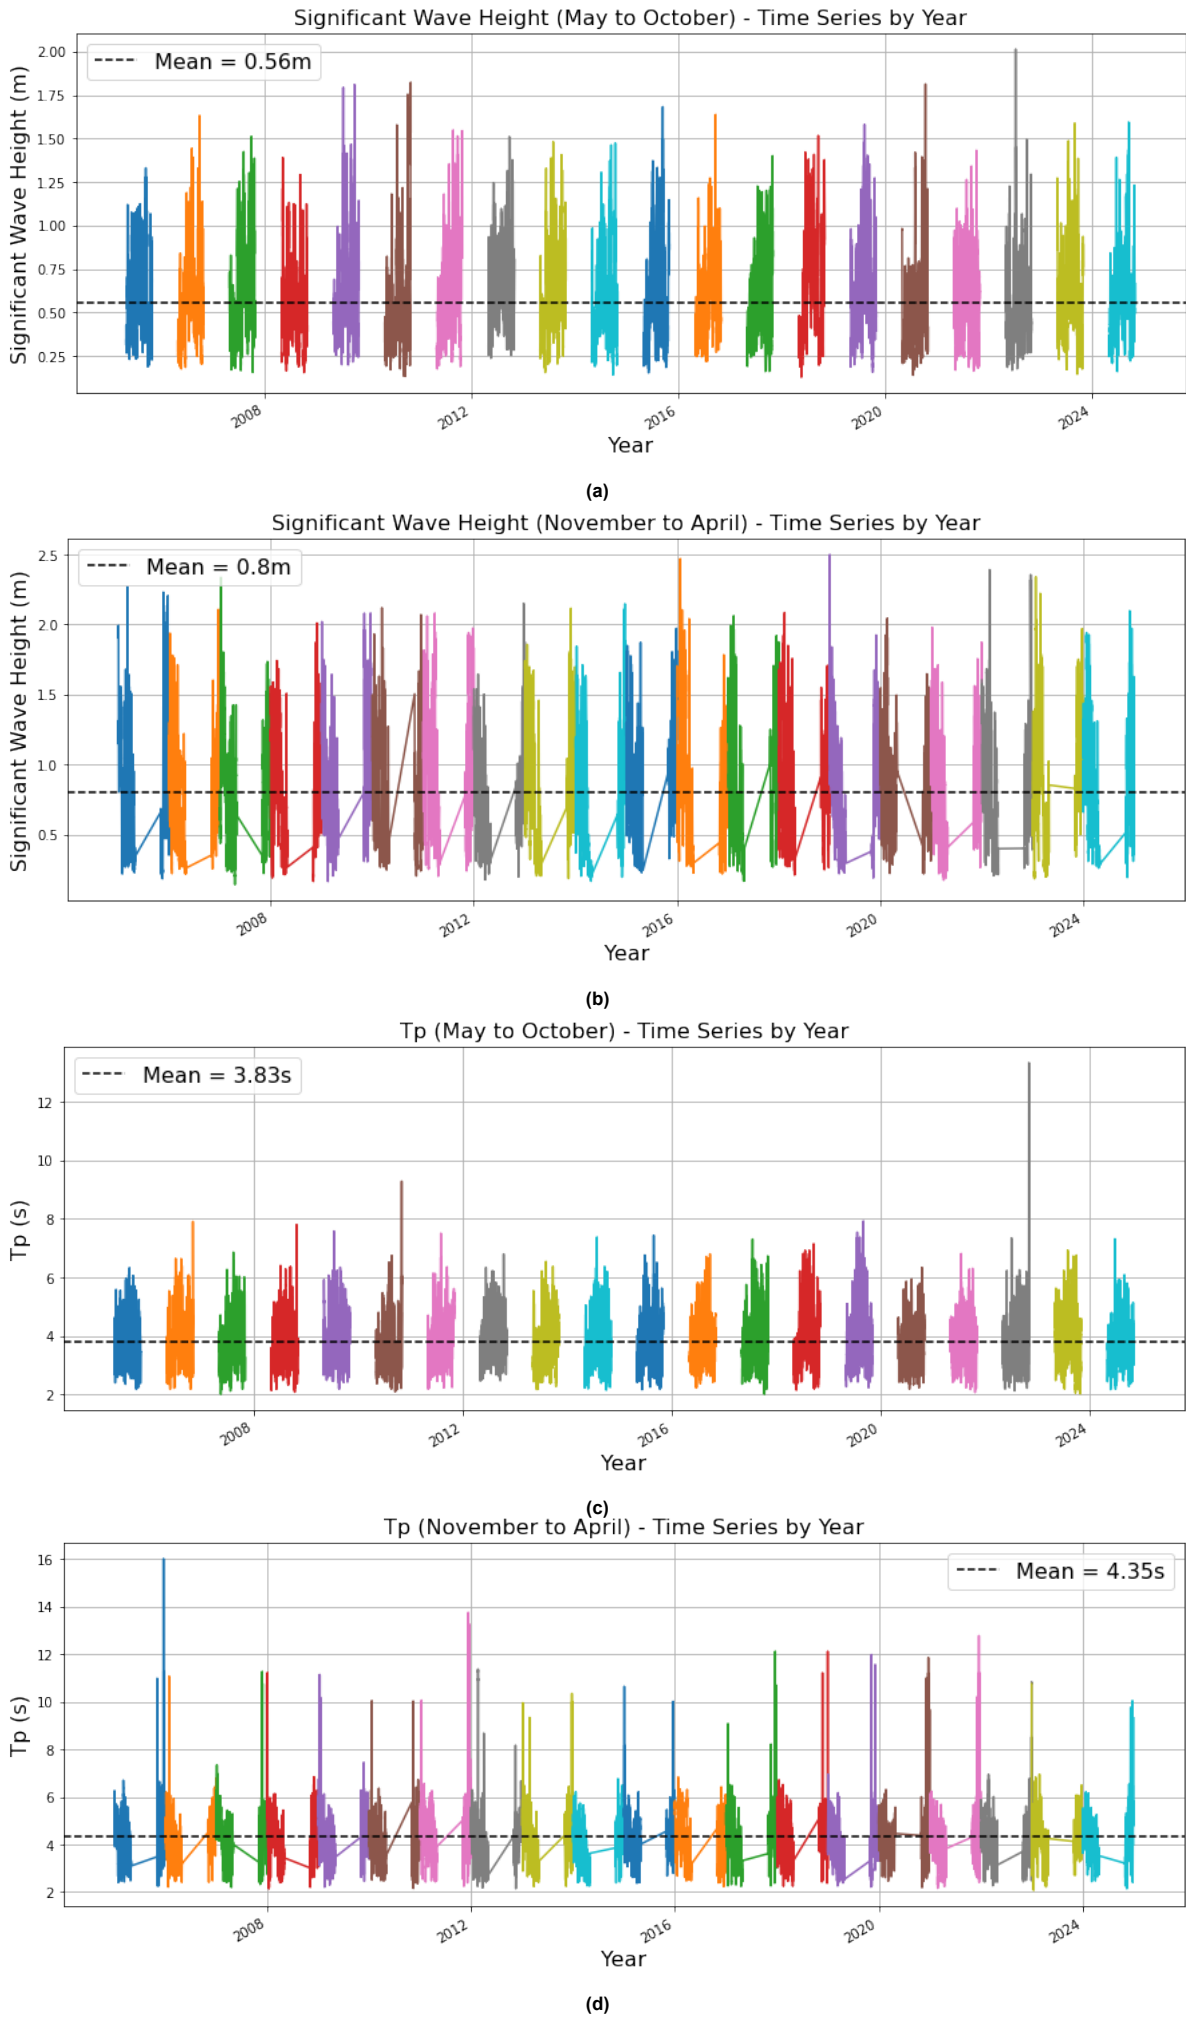 Significant Wave Height (May to October) - Time Series by Year
Mean = 0.56m
Significant Wave Height (m)
2.00
1.75
1.50
1.25
1.00
0.75
0.50
0.25
2008
2012
2016
2020
2024
Year
(a)
Significant Wave Height (November to April) - Time Series by Year
Mean = 0.8m
Significant Wave Height (m)
2.5
2.0
1.5
1.0
0.5
2008
2012
2016
2020
2024
Year
(b)
Tp (May to October) - Time Series by Year
Mean = 3.83s
Tp (s)
12
10
8
6
4
2
2008
2012
2016
2020
2024
Year
(c)
Tp (November to April) - Time Series by Year
Mean = 4.35s
Tp (s)
16
14
12
10
8
6
4
2
2008
2012
2016
2020
2024
Year
(d)